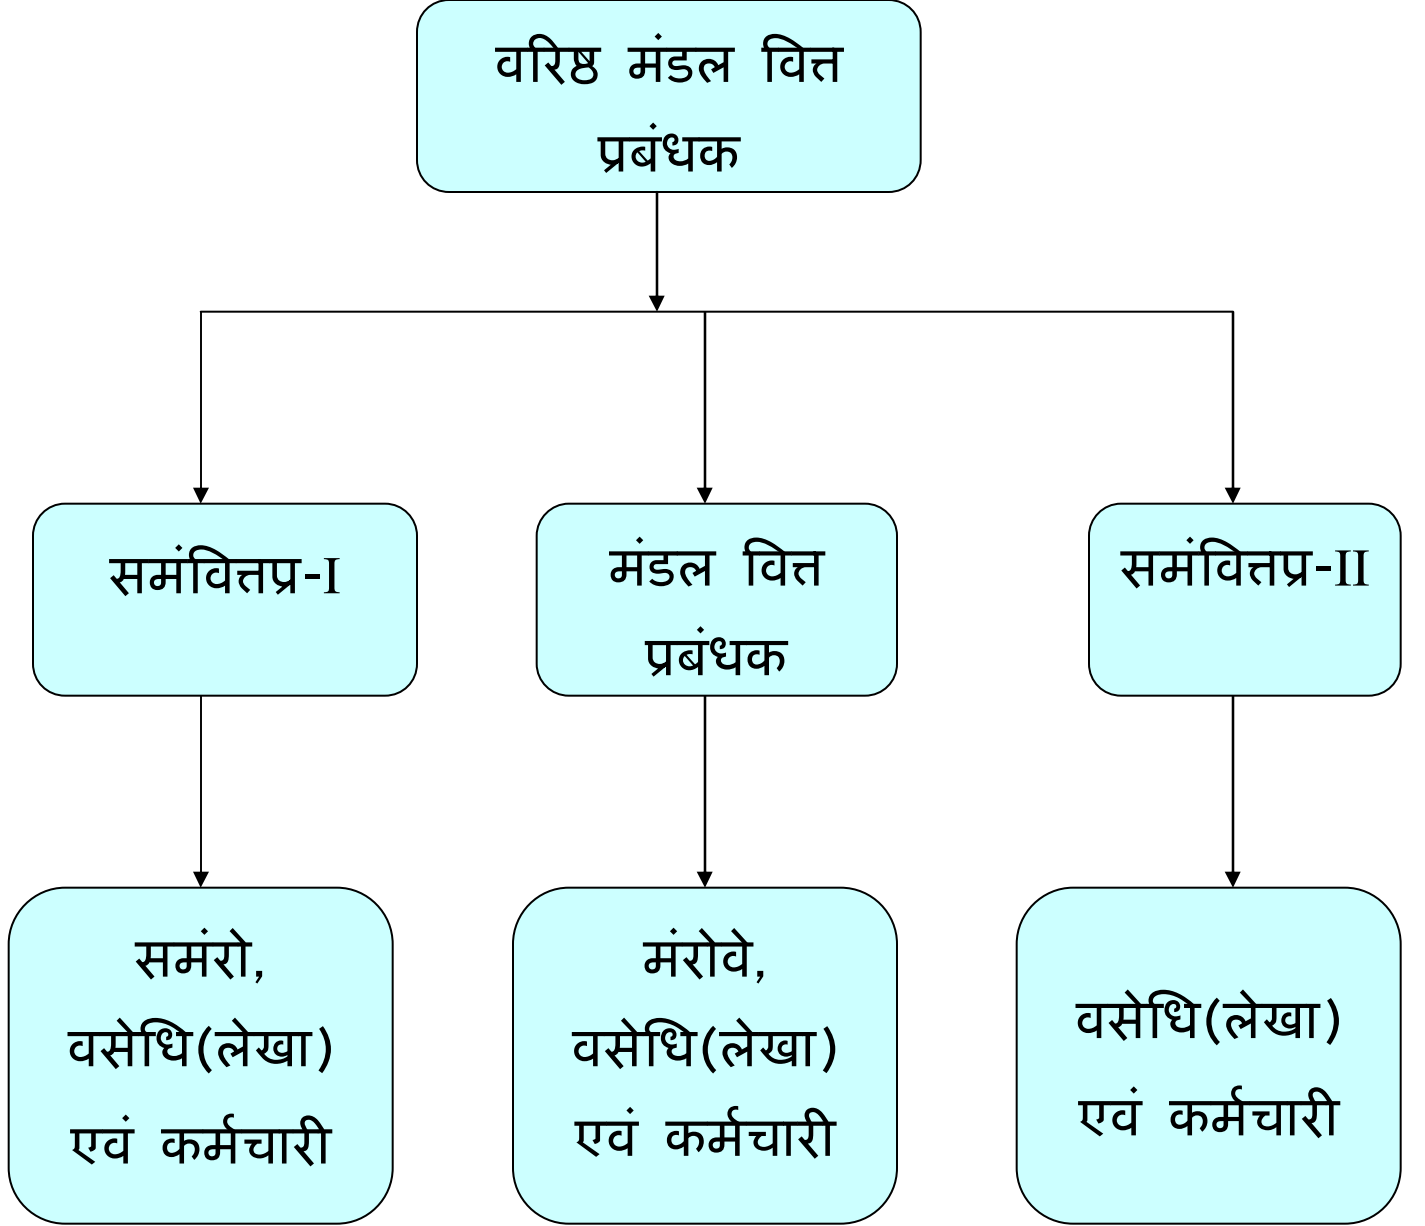 वरिष्ठ मंडल वित्त
प्रबंधक
समंवित्तप्र-I
मंडल वित्त
प्रबंधक
समंवित्तप्र-II
समंरो,
वसेधि(लेखा)
एवं कर्मचारी
मंरोवे,
वसेधि(लेखा)
एवं कर्मचारी
वसेधि(लेखा)
एवं कर्मचारी